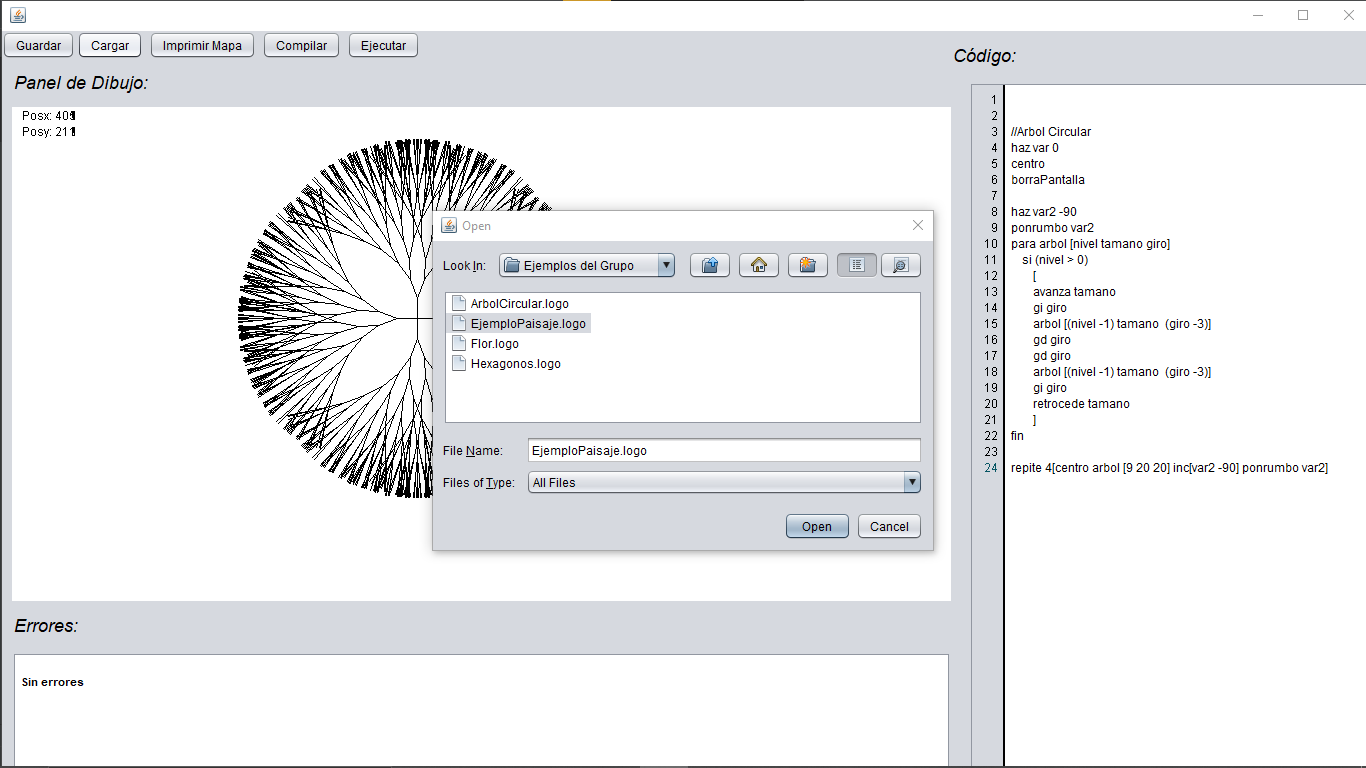 Guardar Cargar Imprimir Mapa Compilar Ejecutar
Panel de Dibujo:
Posx:
Posy:
Open
Look In: Ejemplos del Grupo
ArbolCircular.logo
EjemploPaisaje.logo
Flor.logo
Hexagonos.logo
File Name: EjemploPaisaje.logo
Files of Type: All Files
Open Cancel
Errores:
Sin errores
Código:
1
2
3 //Arbol Circular
4 haz var 0
5 centro
6 borraPantalla
7
8 haz var2 -90
9 ponrumbo var2
10 para arbol [nivel tamano giro]
11 si (nivel > 0)
12 [
13 avanza tamano
14 gi giro
15 arbol [(nivel -1) tamano (giro -3)]
16 gd giro
17 gd giro
18 arbol [(nivel -1) tamano (giro -3)]
19 gi giro
20 retrocede tamano
21 ]
22 fin
23
24 repite 4[centro arbol [9 20 20] inc[var2 -90] ponrumbo var2]